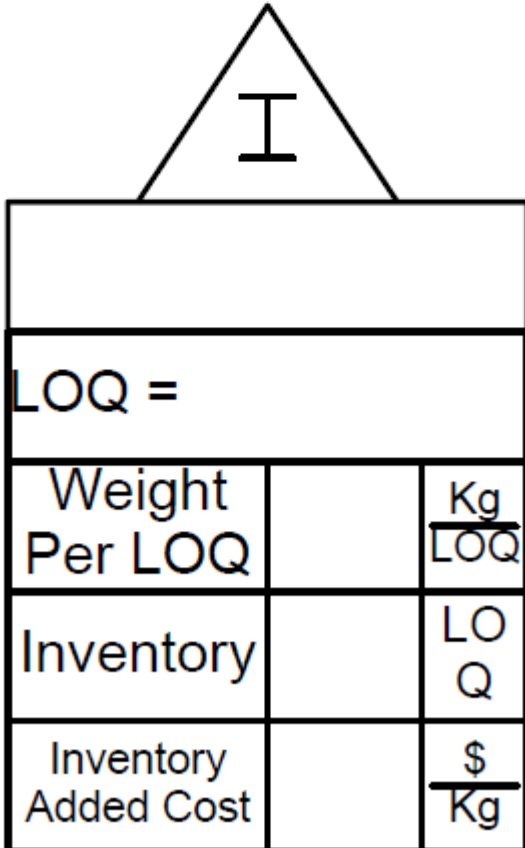 I
LOQ =
Weight
Per LOQ
Kg
LOQ
Inventory
LO
Q
Inventory
Added Cost
$
Kg